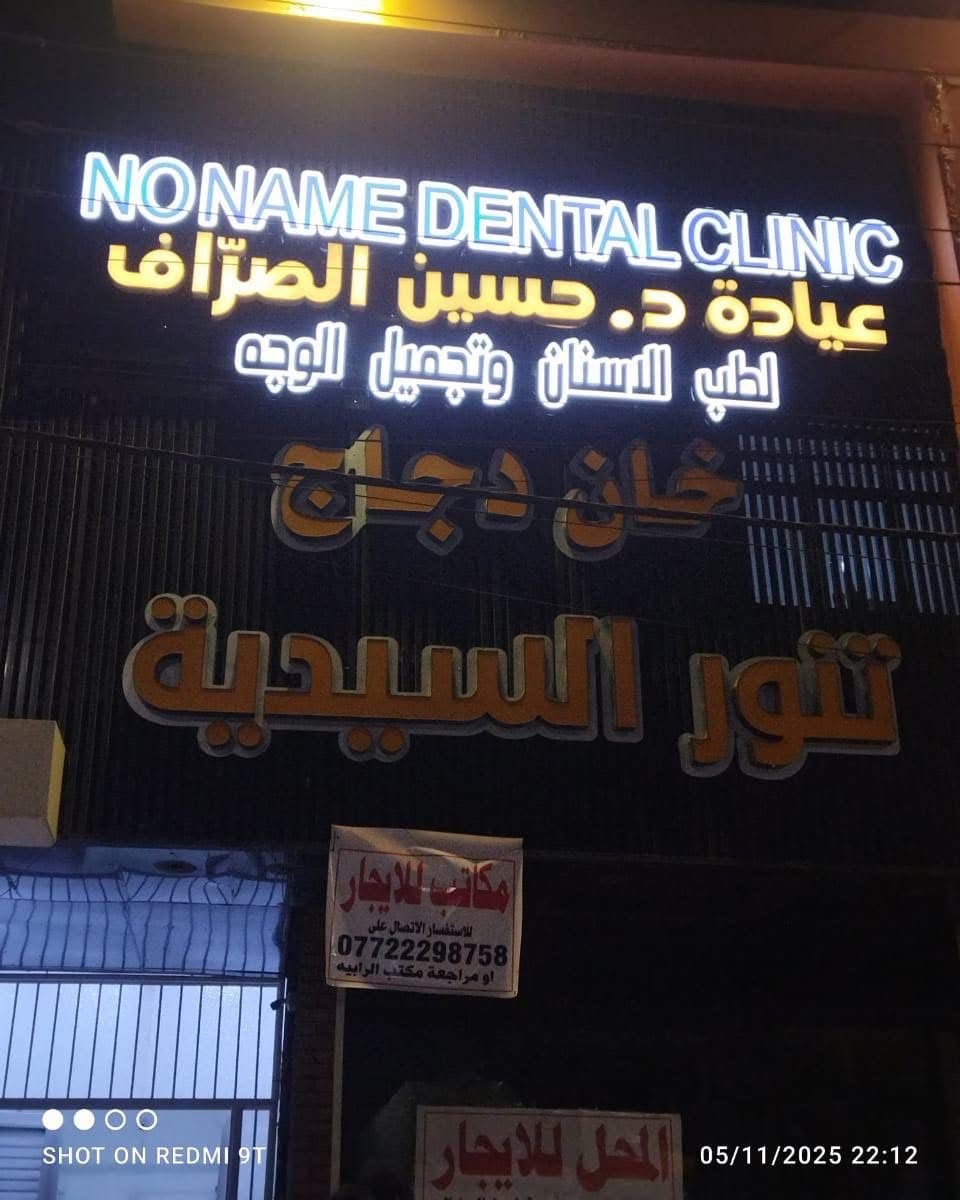 NO NAME DENTAL CLINIC
عيادة د. حسين الصرّاف
لطب الاسنان وتجميل الوجه
خان دجاج
تنور السيدية
مكاتب للايجار
للاستفسار الاتصال على
07722298758
او مراجعة مكتب الرابيه
المحل للايجار
SHOT ON REDMI 9T
05/11/2025 22:12